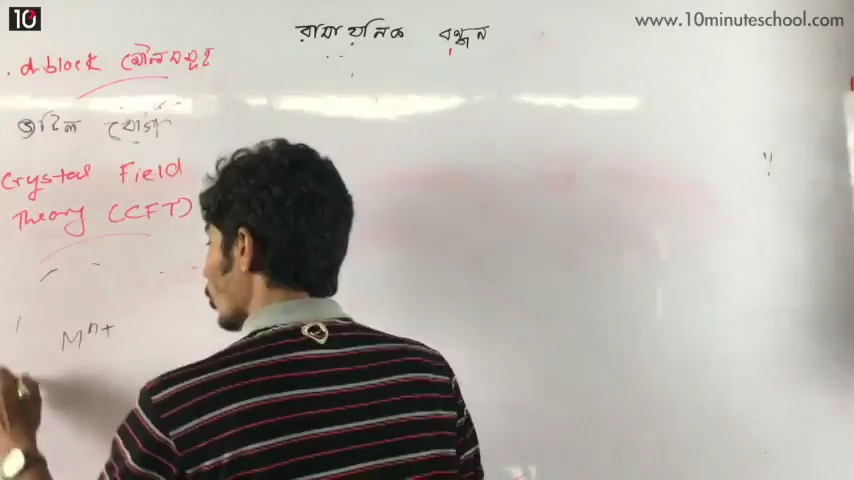 10
www.10minuteschool.com
রাসায়নিক বন্ধন
d-block মৌলসমূহ
জটিল যৌগ
Crystal Field
Theory (CFT)
Mⁿ⁺